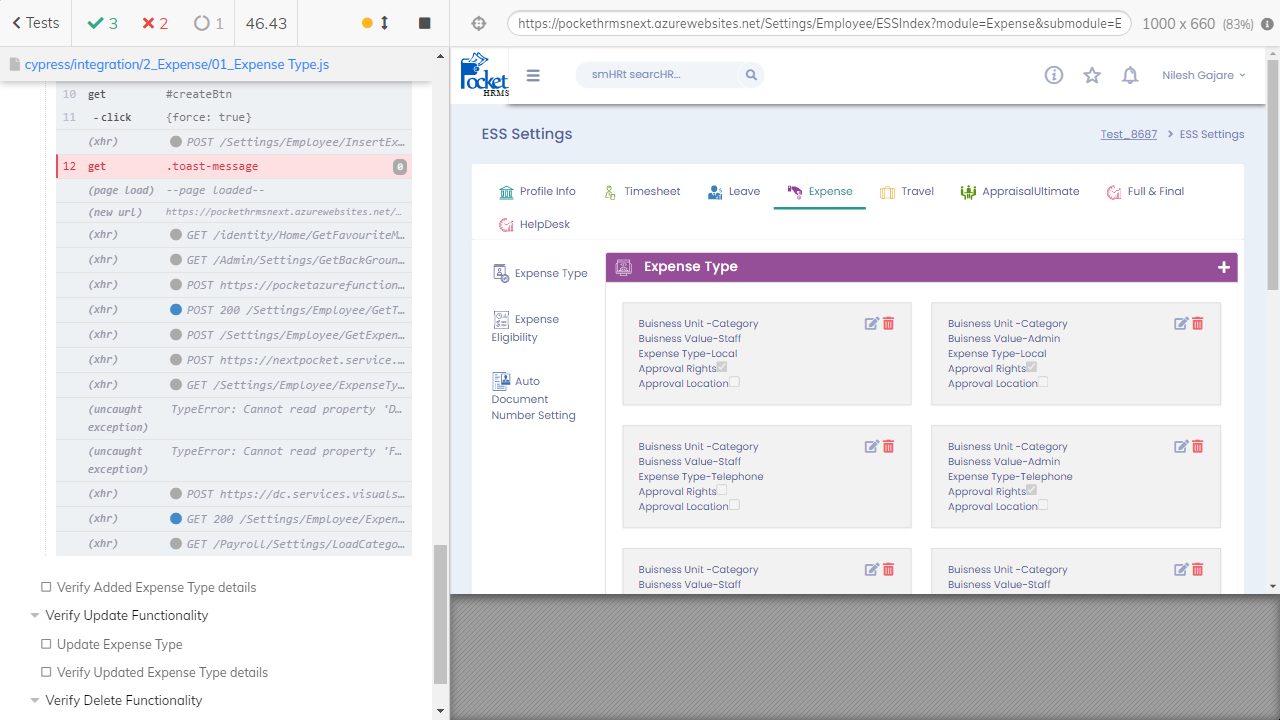 Tests
3
2
1
46.43
https://pockethrmsnext.azurewebsites.net/Settings/Employee/ESSIndex?module=Expense&submodule=E
1000 x 660 (83%)
cypress/integration/2_Expense/01_Expense Type.js
10 get #createBtn
11 -click {force: true}
(xhr) POST /Settings/Employee/InsertEx...
12 get .toast-message 0
(page load) --page loaded--
(new url) https://pockethrmsnext.azurewebsites.net/...
(xhr) GET /identity/Home/GetFavouriteM...
(xhr) GET /Admin/Settings/GetBackGroun...
(xhr) POST https://pocketazurefunction...
(xhr) POST 200 /Settings/Employee/GetT...
(xhr) POST /Settings/Employee/GetExpen...
(xhr) POST https://nextpocket.service....
(xhr) GET /Settings/Employee/ExpenseTy...
(uncaught exception) TypeError: Cannot read property 'D...
(uncaught exception) TypeError: Cannot read property 'F...
(xhr) POST https://dc.services.visuals...
(xhr) GET 200 /Settings/Employee/Expen...
(xhr) GET /Payroll/Settings/LoadCatego...
Verify Added Expense Type details
Verify Update Functionality
Update Expense Type
Verify Updated Expense Type details
Verify Delete Functionality
Pocket
HRMS
smHRt searcHR...
Nilesh Gajare
ESS Settings
Test_8687 > ESS Settings
Profile Info
Timesheet
Leave
Expense
Travel
AppraisalUltimate
Full & Final
HelpDesk
Expense Type
Expense
Eligibility
Auto
Document
Number Setting
Expense Type
Buisness Unit -Category
Buisness Value-Staff
Expense Type-Local
Approval Rights
Approval Location
Buisness Unit -Category
Buisness Value-Admin
Expense Type-Local
Approval Rights
Approval Location
Buisness Unit -Category
Buisness Value-Staff
Expense Type-Telephone
Approval Rights
Approval Location
Buisness Unit -Category
Buisness Value-Admin
Expense Type-Telephone
Approval Rights
Approval Location
Buisness Unit -Category
Buisness Value-Staff
Buisness Unit -Category
Buisness Value-Staff